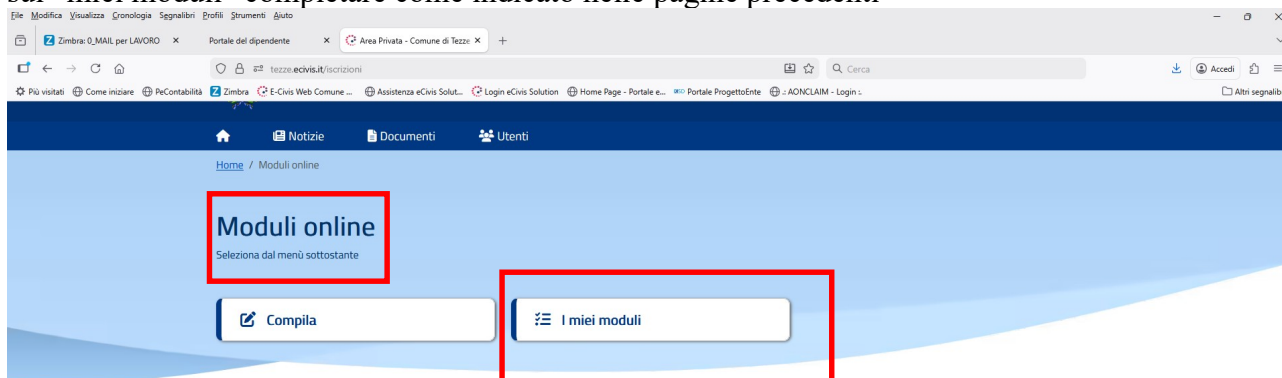 sui "miei moduli" completare come indicato nelle pagine precedenti
File Modifica Visualizza Cronologia Segnalibri Profili Strumenti Aiuto
Zimbra: 0_MAIL per LAVORO Portale del dipendente Area Privata - Comune di Tezze
tezze.ecivis.it/iscrizioni Cerca Accedi
Più visitati Come iniziare PeContabilità Zimbra E-Civis Web Comune ... Assistenza eCivis Solut... Login eCivis Solution Home Page - Portale e... Portale ProgettoEnte .: AONCLAIM - Login :. Altri segnalib
Notizie Documenti Utenti
Home / Moduli online
Moduli online
Seleziona dal menù sottostante
Compila I miei moduli